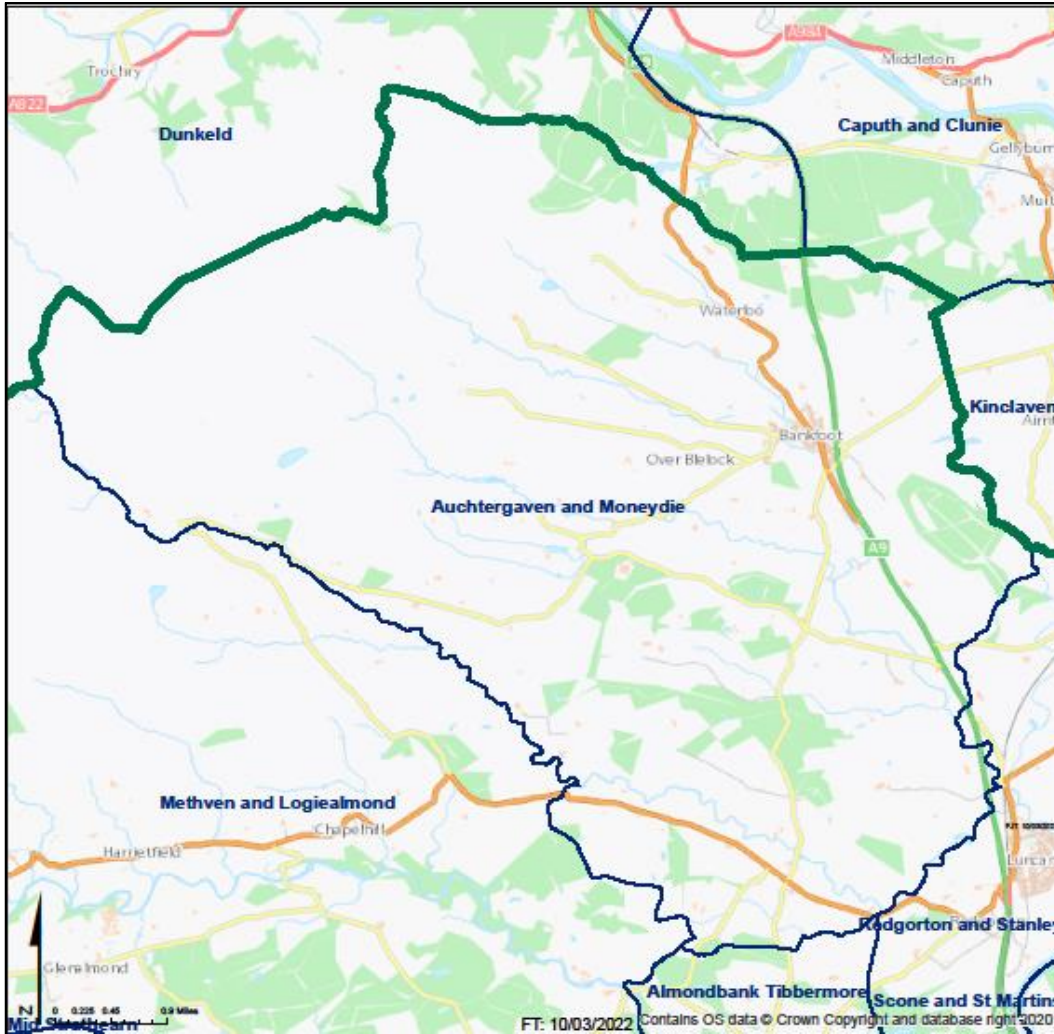 A984
Middleton
Trochry
Caputh
A822
Dunkeld
Caputh and Clunie
Waterloo
Kinclaven
Bankfoot
Over Blelock
Auchtergaven and Moneydie
A9
Methven and Logiealmond
Chapelhill
Harrietfield
Redgorton and Stanley
Glenalmond
Almondbank Tibbermore
Scone and St Martins
N
0 0.225 0.45 0.9 Miles
Mid Strathearn
FT: 10/03/2022
Contains OS data © Crown Copyright and database right 2020